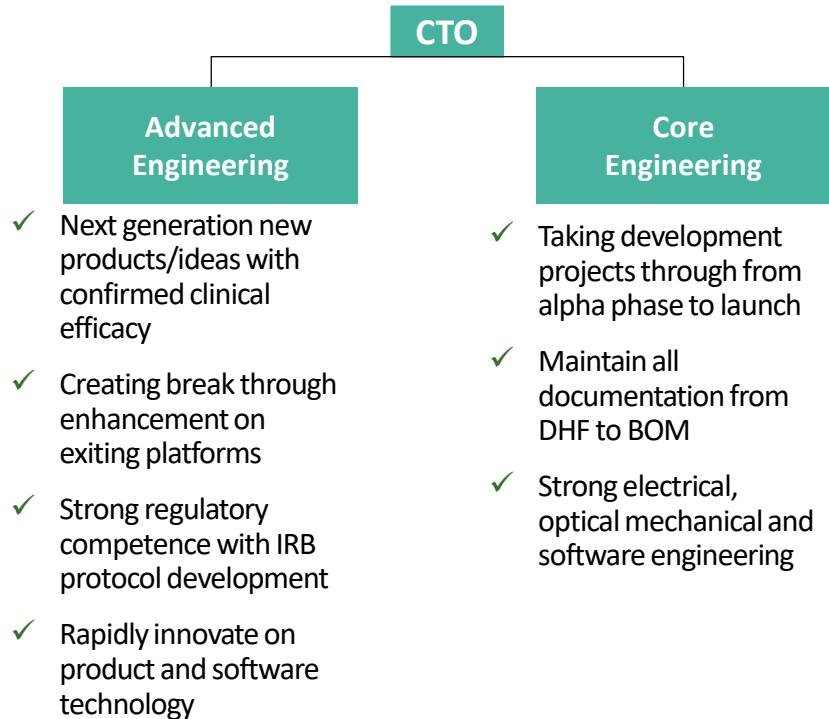 CTO
Advanced
Engineering
✓ Next generation new
products/ideas with
confirmed clinical
efficacy
✓ Creating break through
enhancement on
exiting platforms
✓ Strong regulatory
competence with IRB
protocol development
✓ Rapidly innovate on
product and software
technology
Core
Engineering
✓ Taking development
projects through from
alpha phase to launch
✓ Maintain all
documentation from
DHF to BOM
✓ Strong electrical,
optical mechanical and
software engineering